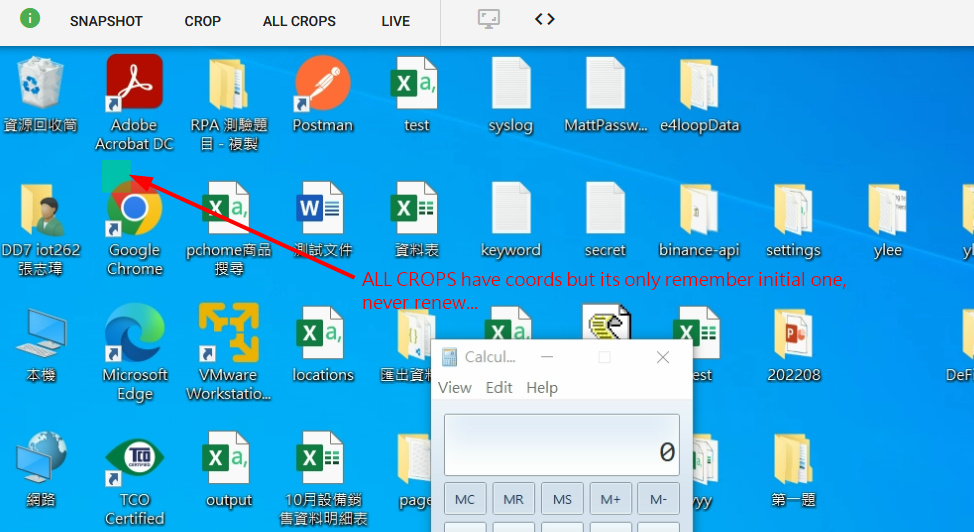 SNAPSHOT
CROP
ALL CROPS
LIVE
資源回收筒
Adobe
Acrobat DC
RPA 測驗題
目 - 複製
Postman
test
syslog
MattPassw...
e4loopData
DD7 iot262
張志瑋
Google
Chrome
pchome商品
搜尋
測試文件
資料表
keyword
secret
binance-api
settings
ylee
yl
ALL CROPS have coords but its only remember initial one,
never renew...
本機
Microsoft
Edge
VMware
Workstatio...
locations
匯出資料
est
202208
DeFi
Calcul...
View
Edit
Help
0
MC
MR
MS
M+
M-
網路
TCO
CERTIFIED
TCO
Certified
output
10月設備銷
售資料明細表
page
yyy
第一題